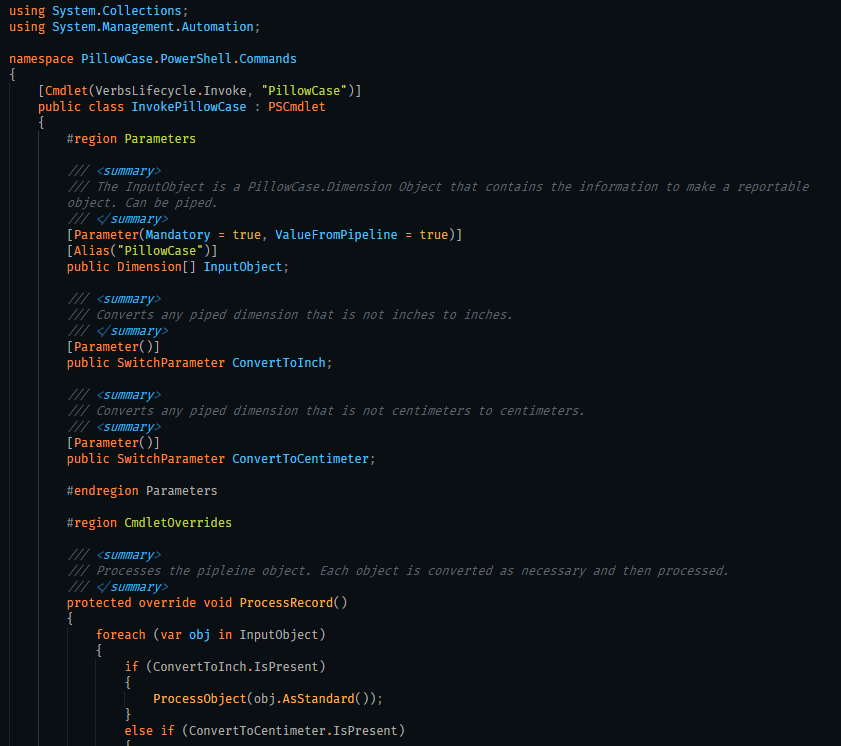 using System.Collections;
using System.Management.Automation;
namespace PillowCase.PowerShell.Commands
{
[Cmdlet(VerbsLifecycle.Invoke, "PillowCase")]
public class InvokePillowCase : PSCmdlet
{
#region Parameters
/// <summary>
/// The InputObject is a PillowCase.Dimension Object that contains the information to make a reportable
object. Can be piped.
/// </summary>
[Parameter(Mandatory = true, ValueFromPipeline = true)]
[Alias("PillowCase")]
public Dimension[] InputObject;
/// <summary>
/// Converts any piped dimension that is not inches to inches.
/// </summary>
[Parameter()]
public SwitchParameter ConvertToInch;
/// <summary>
/// Converts any piped dimension that is not centimeters to centimeters.
/// <summary>
[Parameter()]
public SwitchParameter ConvertToCentimeter;
#endregion Parameters
#region CmdletOverrides
/// <summary>
/// Processes the pipleine object. Each object is converted as necessary and then processed.
/// </summary>
protected override void ProcessRecord()
{
foreach (var obj in InputObject)
{
if (ConvertToInch.IsPresent)
{
ProcessObject(obj.AsStandard());
}
else if (ConvertToCentimeter.IsPresent)
{